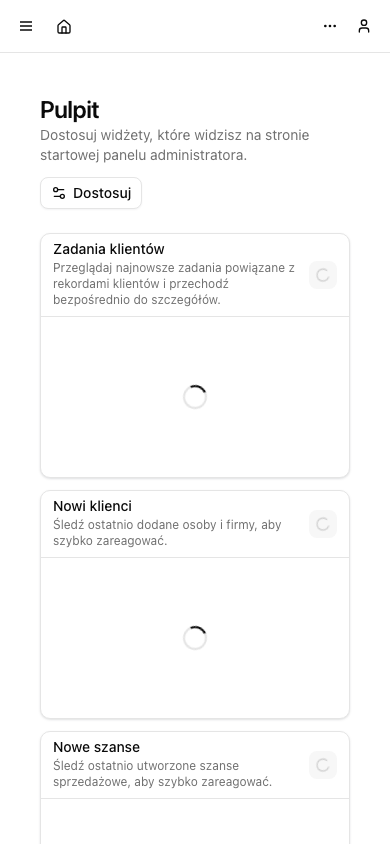 Pulpit
Dostosuj widżety, które widzisz na stronie
startowej panelu administratora.
Dostosuj
Zadania klientów
Przeglądaj najnowsze zadania powiązane z
rekordami klientów i przechodź
bezpośrednio do szczegółów.
Nowi klienci
Śledź ostatnio dodane osoby i firmy, aby
szybko zareagować.
Nowe szanse
Śledź ostatnio utworzone szanse
sprzedażowe, aby szybko zareagować.